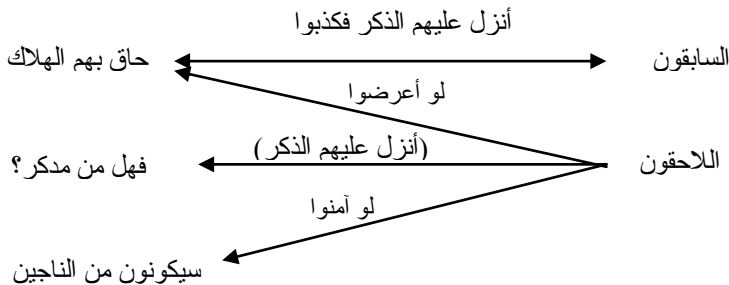 أنزل عليهم الذكر فكذبوا
السابقون
حاق بهم الهلاك
لو أعرضوا
اللاحقون
(أنزل عليهم الذكر)
فهل من مدكر؟
لو آمنوا
سيكونون من الناجين